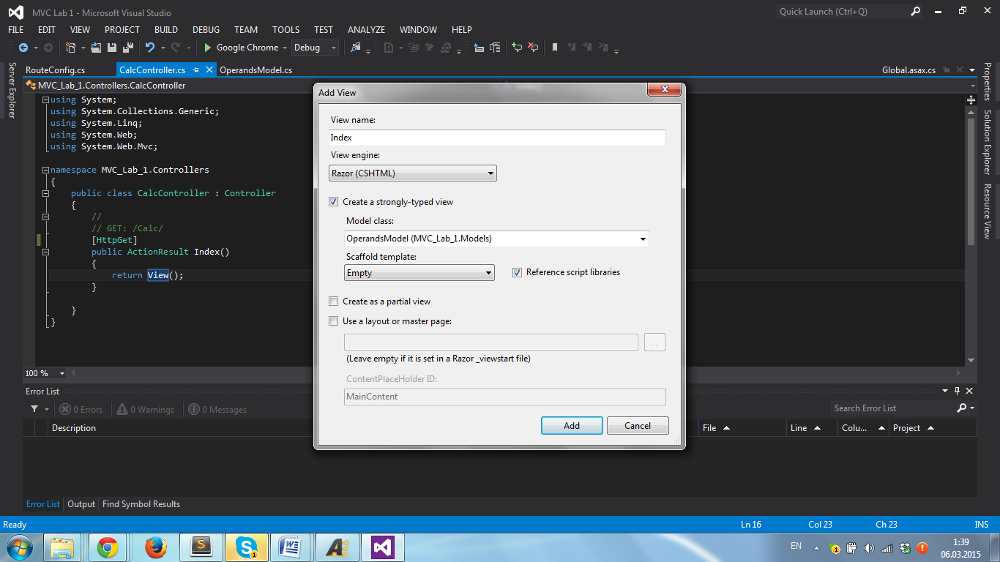 MVC Lab 1 - Microsoft Visual Studio
Quick Launch (Ctrl+Q)
FILE EDIT VIEW PROJECT BUILD DEBUG TEAM TOOLS TEST ANALYZE WINDOW HELP
Google Chrome Debug
RouteConfig.cs CalcController.cs OperandsModel.cs Global.asax.cs
Server Explorer
Properties
Solution Explorer
Resource View
MVC_Lab_1.Controllers.CalcController
using System;
using System.Collections.Generic;
using System.Linq;
using System.Web;
using System.Web.Mvc;
namespace MVC_Lab_1.Controllers
{
public class CalcController : Controller
{
//
// GET: /Calc/
[HttpGet]
public ActionResult Index()
{
return View();
}
}
}
100 %
Add View
View name:
Index
View engine:
Razor (CSHTML)
Create a strongly-typed view
Model class:
OperandsModel (MVC_Lab_1.Models)
Scaffold template:
Empty
Reference script libraries
Create as a partial view
Use a layout or master page:
...
(Leave empty if it is set in a Razor _viewstart file)
ContentPlaceHolder ID:
MainContent
Add Cancel
Error List
0 Errors 0 Warnings 0 Messages
Search Error List
Description File Line Colu... Project
Error List Output Find Symbol Results
Ready Ln 16 Col 23 Ch 23 INS
EN
1:39
06.03.2015